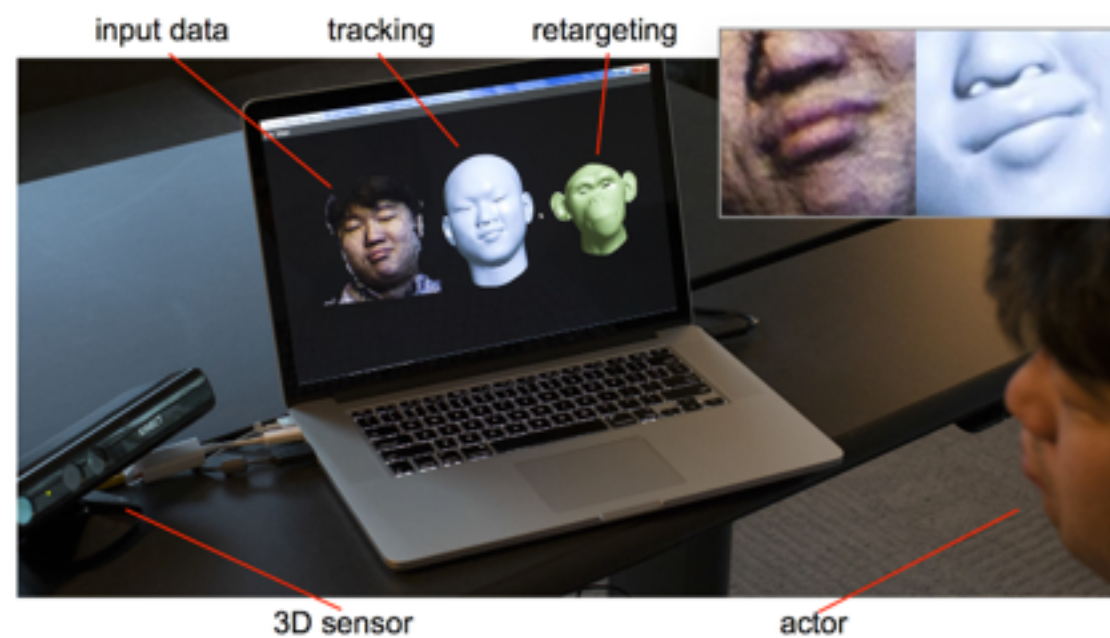 input data
tracking
retargeting
3D sensor
actor